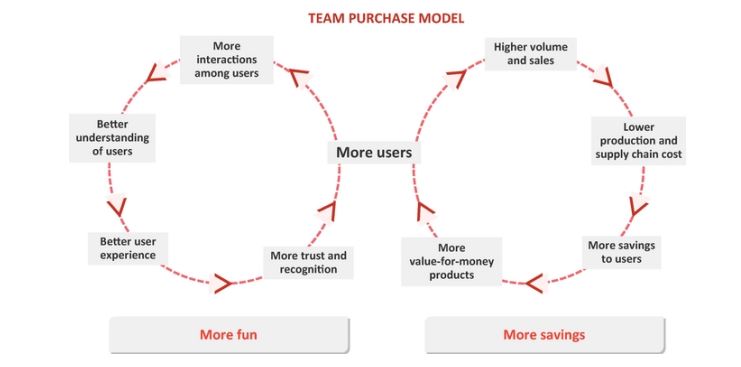 TEAM PURCHASE MODEL
More
interactions
among users
Better
understanding
of users
Better user
experience
More trust and
recognition
More users
Higher volume
and sales
Lower
production and
supply chain cost
More savings
to users
More
value-for-money
products
More fun
More savings